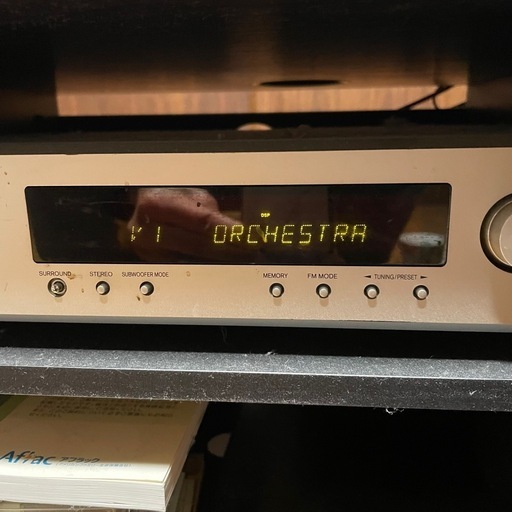 DSP
V1 ORCHESTRA
SURROUND STEREO SUBWOOFER MODE MEMORY FM MODE ◄ TUNING/PRESET ►
Aflac アフラック